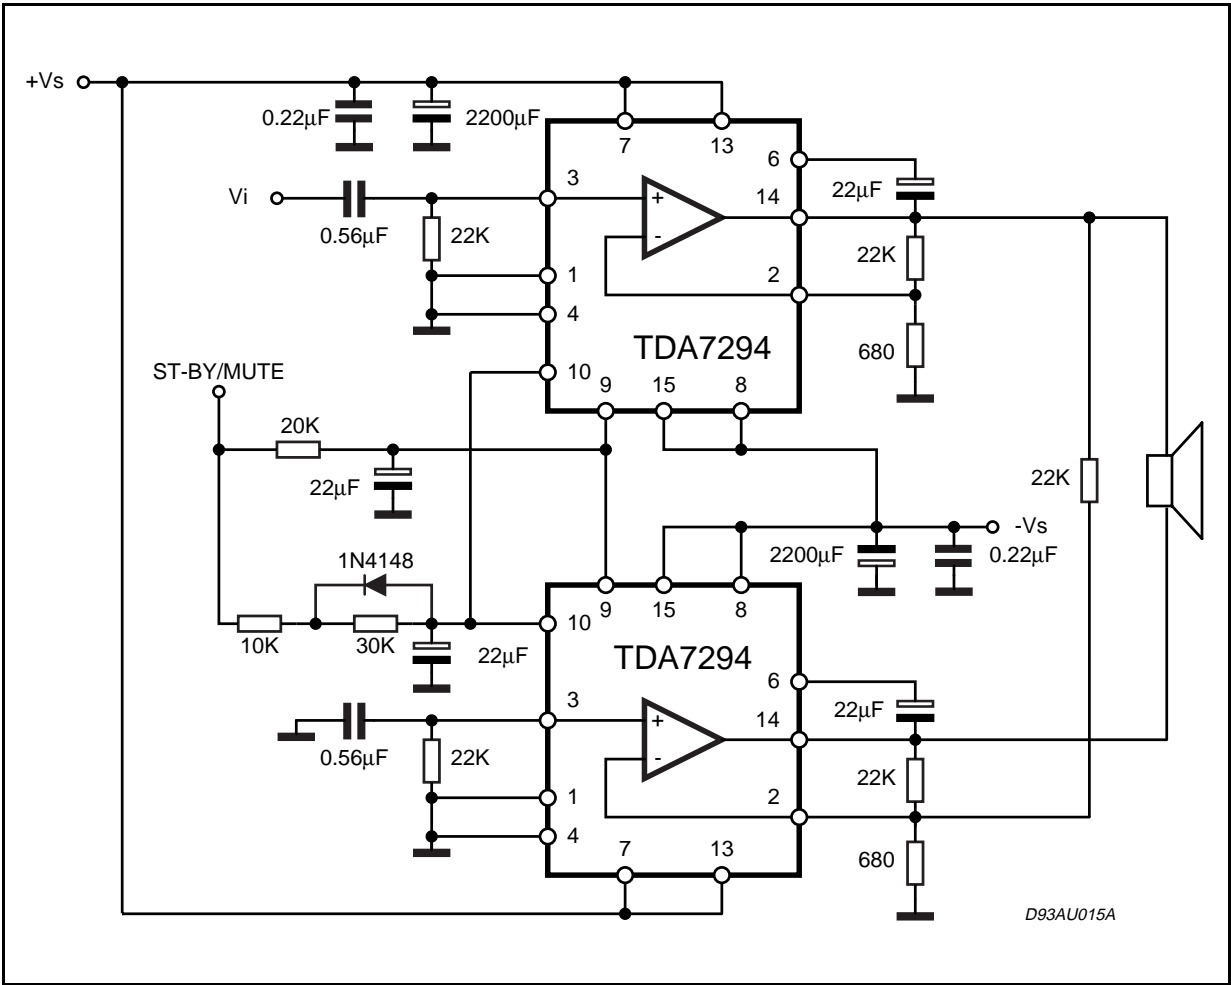 +Vs
0.22μF
2200μF
7
13
6
22μF
Vi
3
14
+
0.56μF
22K
-
22K
1
2
4
TDA7294
680
ST-BY/MUTE
10
9
15
8
20K
22μF
22K
-Vs
2200μF
0.22μF
1N4148
9
15
8
10
10K
30K
22μF
TDA7294
6
3
22μF
14
+
0.56μF
22K
-
22K
1
2
4
7
13
680
D93AU015A